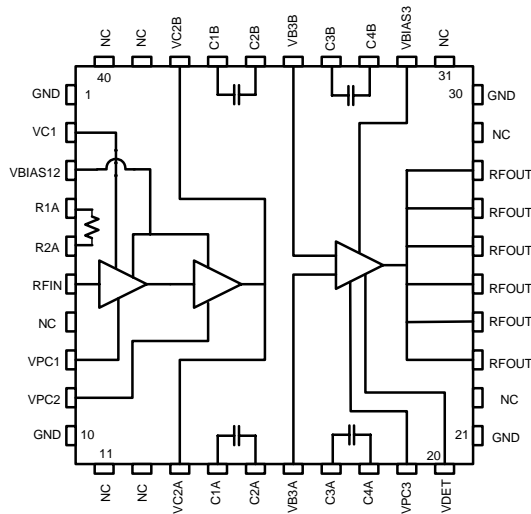 NC
NC
VC2B
C1B
C2B
VB3B
C3B
C4B
VBIAS3
NC
40
31
GND
1
30
GND
VC1
NC
VBIAS12
RFOUT
R1A
RFOUT
R2A
RFOUT
RFIN
RFOUT
NC
RFOUT
VPC1
RFOUT
VPC2
NC
GND
10
21
GND
11
20
NC
NC
VC2A
C1A
C2A
VB3A
C3A
C4A
VPC3
VDET